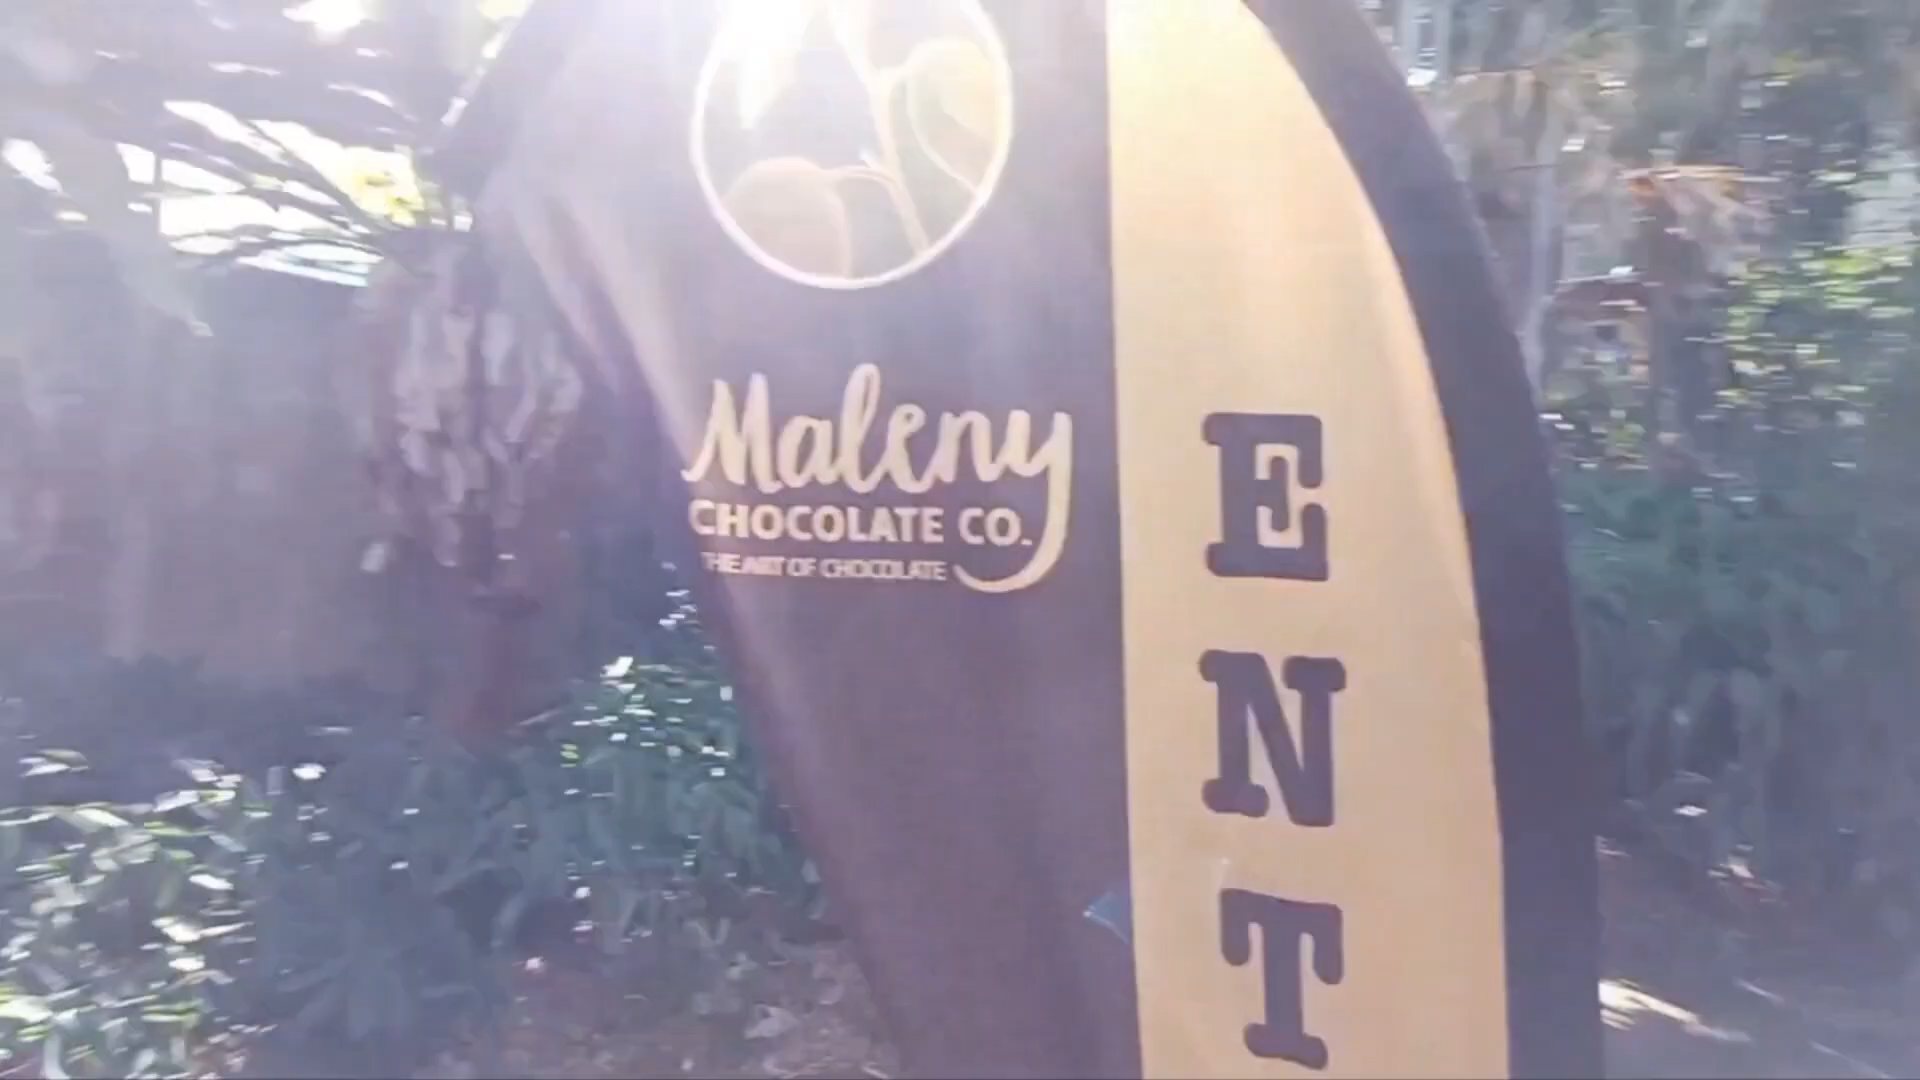 Maleny
CHOCOLATE CO.
THE ART OF CHOCOLATE
E
N
T